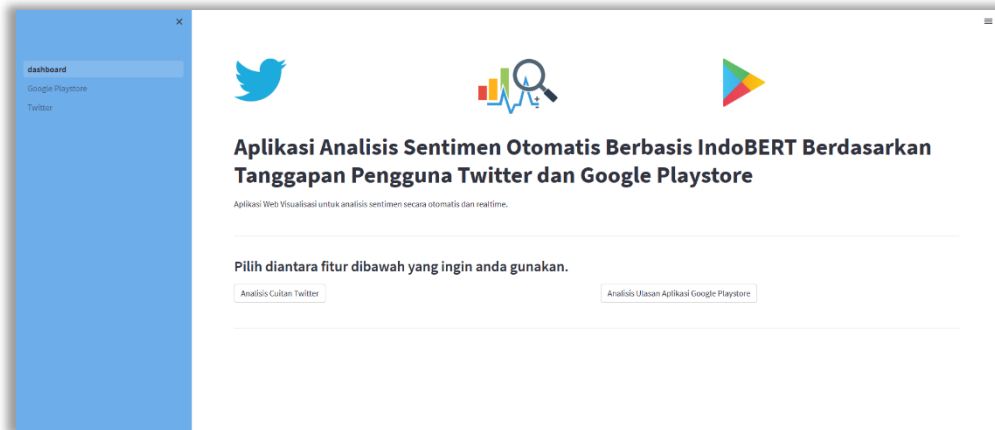 dashboard
Google Playstore
Twitter
Aplikasi Analisis Sentimen Otomatis Berbasis IndoBERT Berdasarkan
Tanggapan Pengguna Twitter dan Google Playstore
Aplikasi Web Visualisasi untuk analisis sentimen secara otomatis dan realtime.
Pilih diantara fitur dibawah yang ingin anda gunakan.
Analisis Cuitan Twitter
Analisis Ulasan Aplikasi Google Playstore